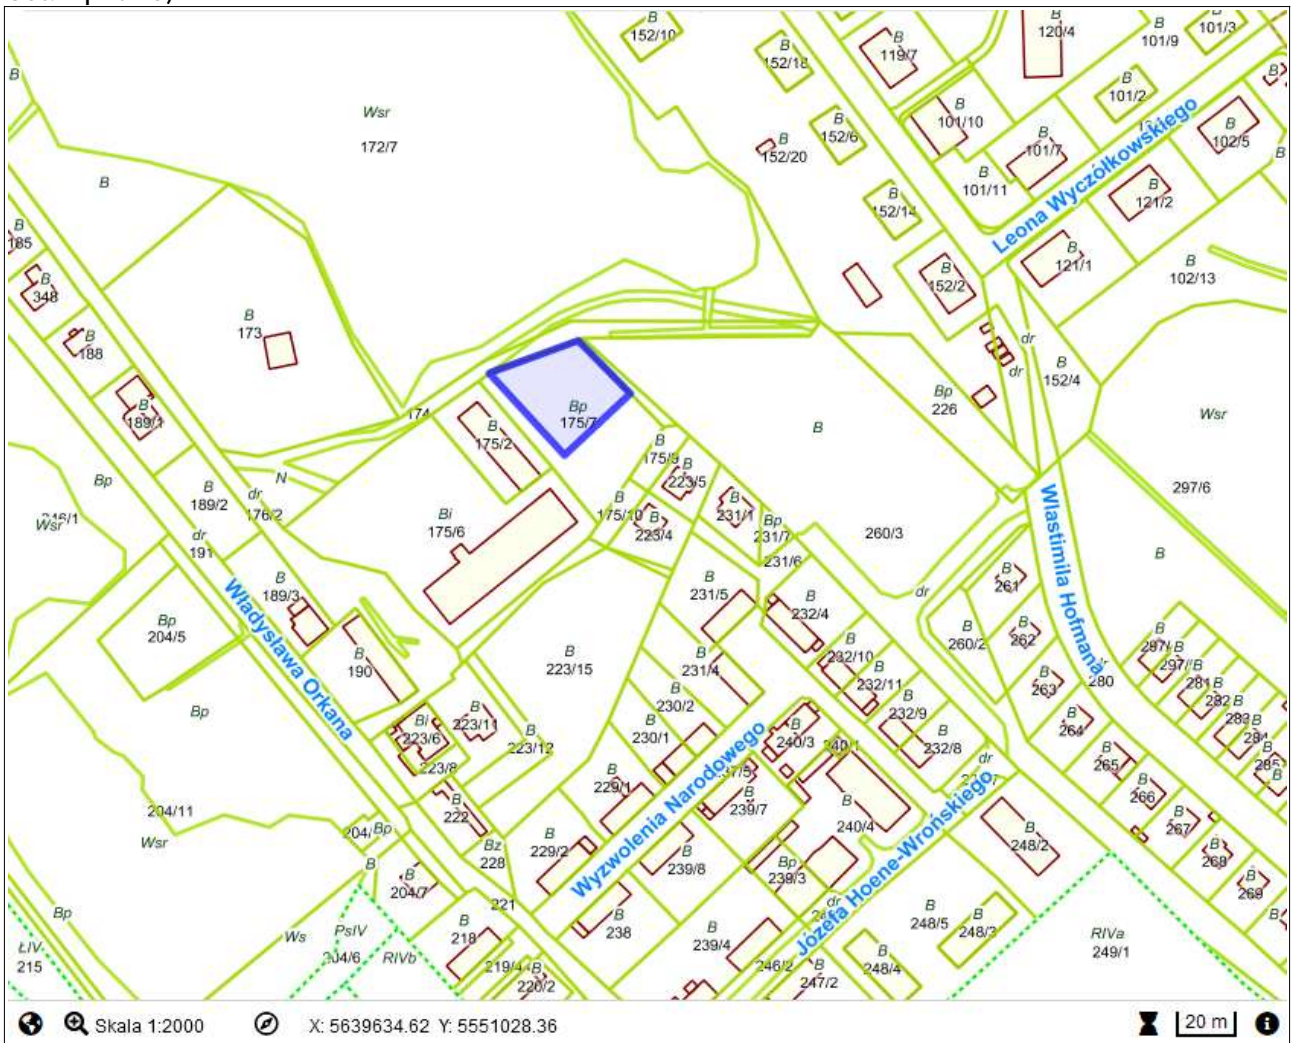 B
152/10
B
152/18
B
119/7
B
120/4
B
101/9
B
101/3
B
B
Wsr
172/7
B
152/6
B
152/20
B
101/10
B
101/7
B
101/2
B
101/11
B
102/5
B
B
B
152/14
Leona Wyczółkowskiego
B
121/2
B
121/1
B
102/13
B
185
B
348
B
188
B
173
B
152/2
dr
dr
B
152/4
Bp
226
Wsr
297/6
B
B
189/1
174
B
175/2
Bp
175/7
B
B
175/9
B
223/5
N
Bp
Wsr
B
189/2
dr
176/2
dr
191
Bi
175/6
B
175/10
B
223/4
B
231/1
Bp
231/7
231/6
260/3
Wlastimila Hofmana
B
261
dr
B
189/3
Władysława Orkana
Bp
204/5
B
190
B
223/15
B
231/5
B
232/4
B
231/4
B
232/10
B
232/11
B
260/2
B
262
B
263
280
B
264
B
297/
B
281
B
282
B
B
284
B
285
Bp
Bi
223/6
B
223/11
B
223/12
223/8
B
230/2
B
230/1
B
232/9
B
232/8
B
240/3
240/1
B
265
B
266
B
267
B
268
B
269
B
204/11
Wsr
Bp
B
222
Bz
228
B
229/1
B
229/2
Wyzwolenia Narodowego
B
239/7
B
239/8
B
240/4
Bp
239/3
dr
dr
Józefa Hoene-Wrońskiego
B
248/2
B
B
204/7
221
B
218
219/4
B
220/2
B
238
B
239/4
246/2
B
247/2
B
248/4
B
248/5
B
248/3
RIVa
249/1
Bp
ŁIV
215
Ws
PsIV
204/6
RIVb
Skala 1:2000
X: 5639634.62 Y: 5551028.36
20 m